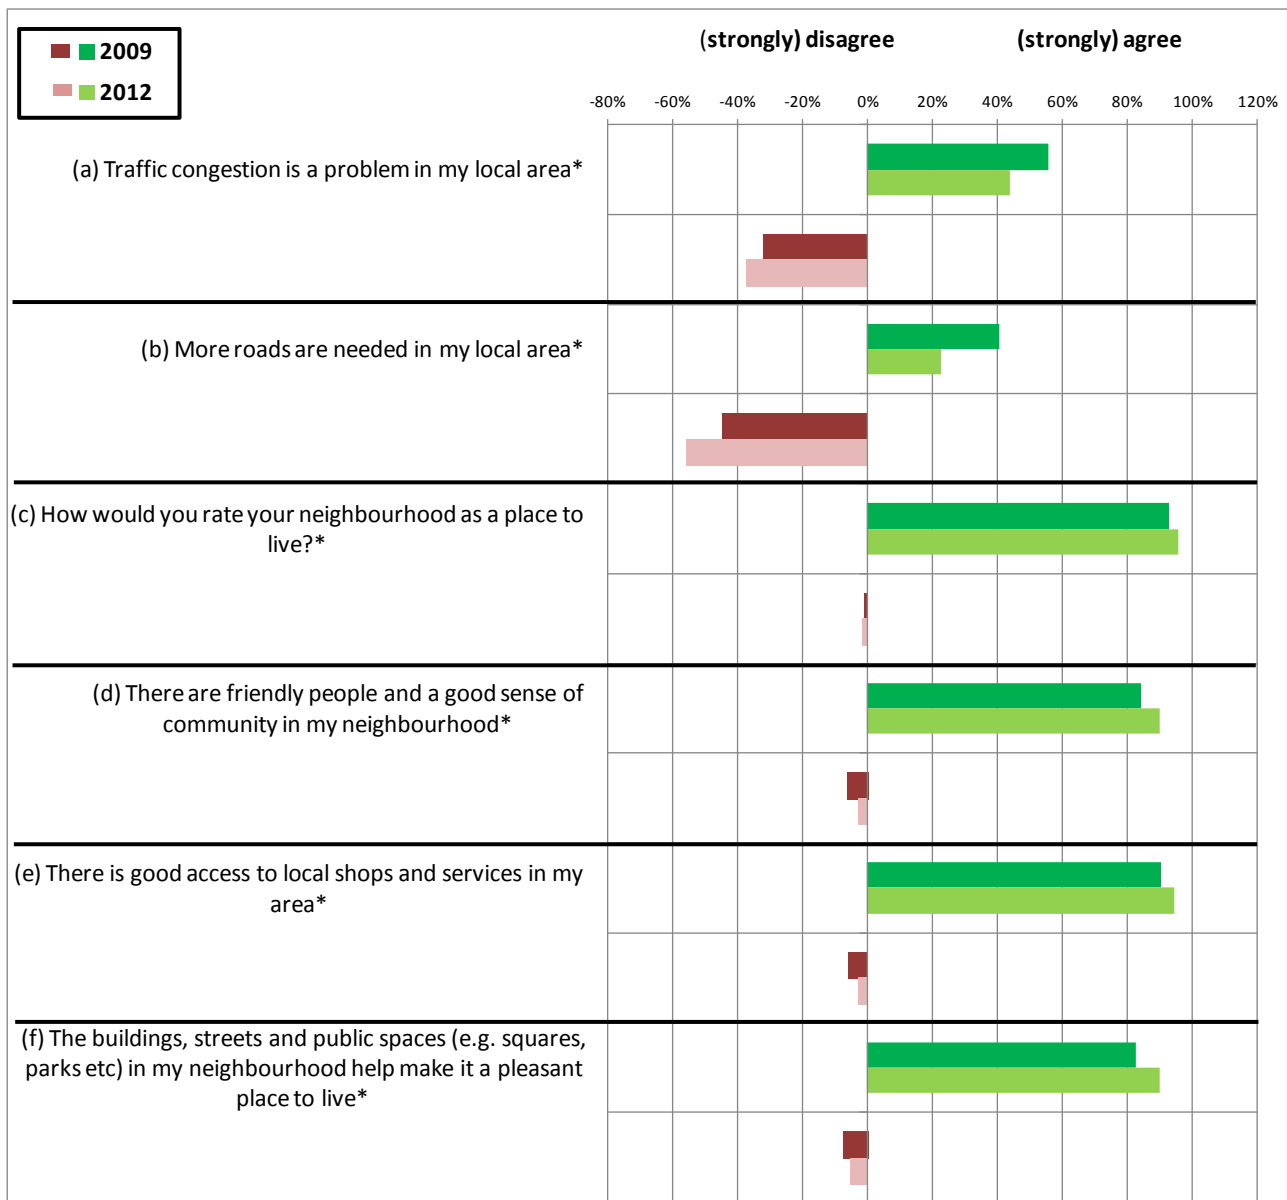 2009
2012
(strongly) disagree
(strongly) agree
-80% -60% -40% -20% 0% 20% 40% 60% 80% 100% 120%
(a) Traffic congestion is a problem in my local area*
(b) More roads are needed in my local area*
(c) How would you rate your neighbourhood as a place to
live?*
(d) There are friendly people and a good sense of
community in my neighbourhood*
(e) There is good access to local shops and services in my
area*
(f) The buildings, streets and public spaces (e.g. squares,
parks etc) in my neighbourhood help make it a pleasant
place to live*